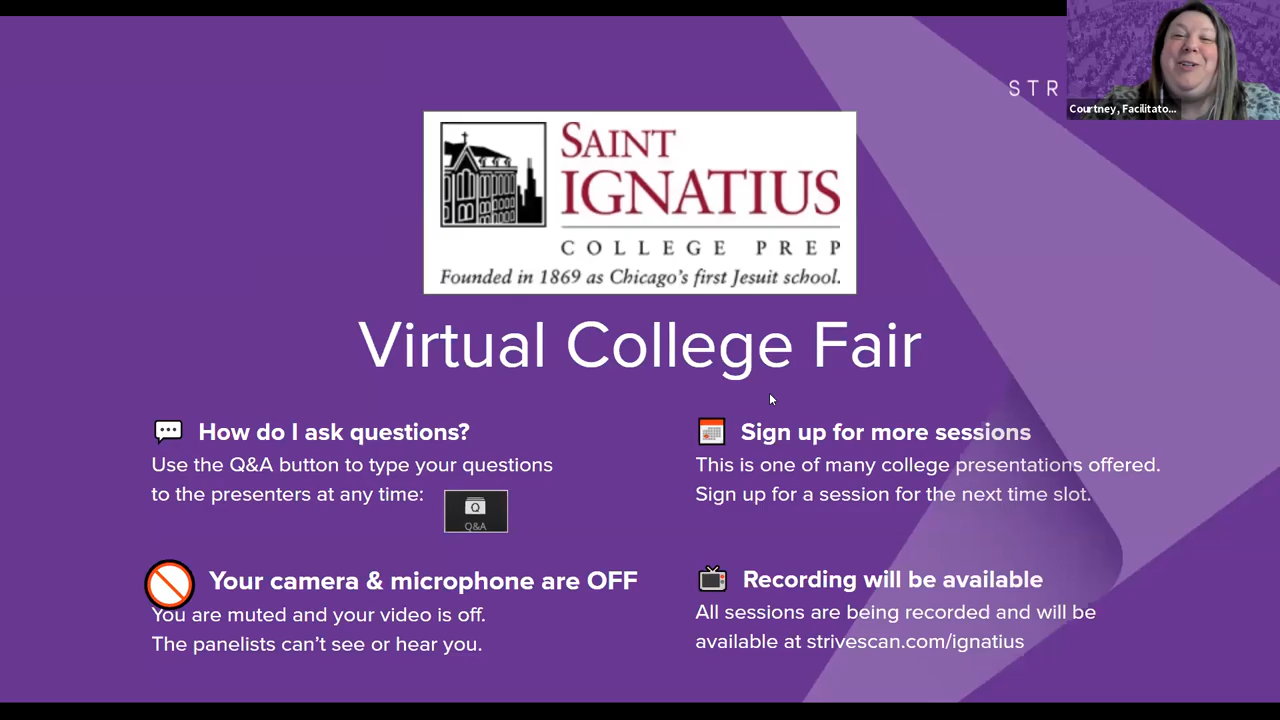 STR
Courtney, Facilitato...
SAINT
IGNATIUS
COLLEGE PREP
Founded in 1869 as Chicago's first Jesuit school.
Virtual College Fair
How do I ask questions?
Use the Q&A button to type your questions
to the presenters at any time:
Q
Q&A
Sign up for more sessions
This is one of many college presentations offered.
Sign up for a session for the next time slot.
Your camera & microphone are OFF
You are muted and your video is off.
The panelists can't see or hear you.
Recording will be available
All sessions are being recorded and will be
available at strivescan.com/ignatius